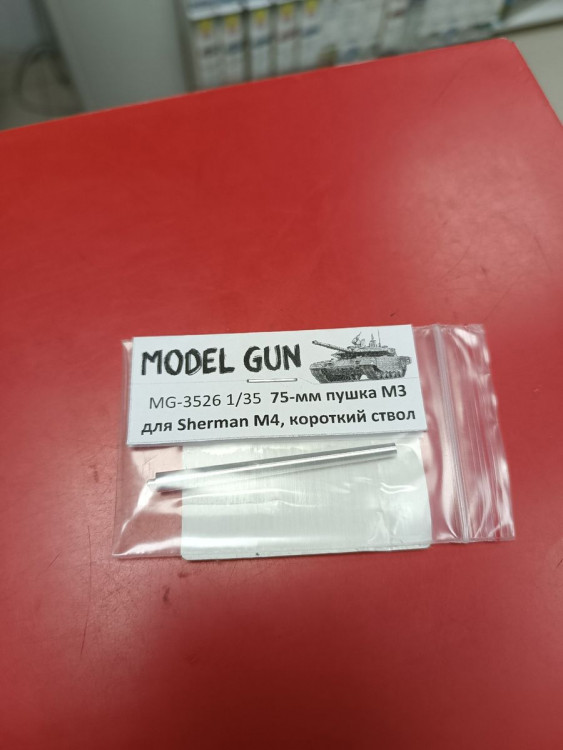 MODEL GUN
MG-3526 1/35 75-мм пушка М3
для Sherman M4, короткий ствол